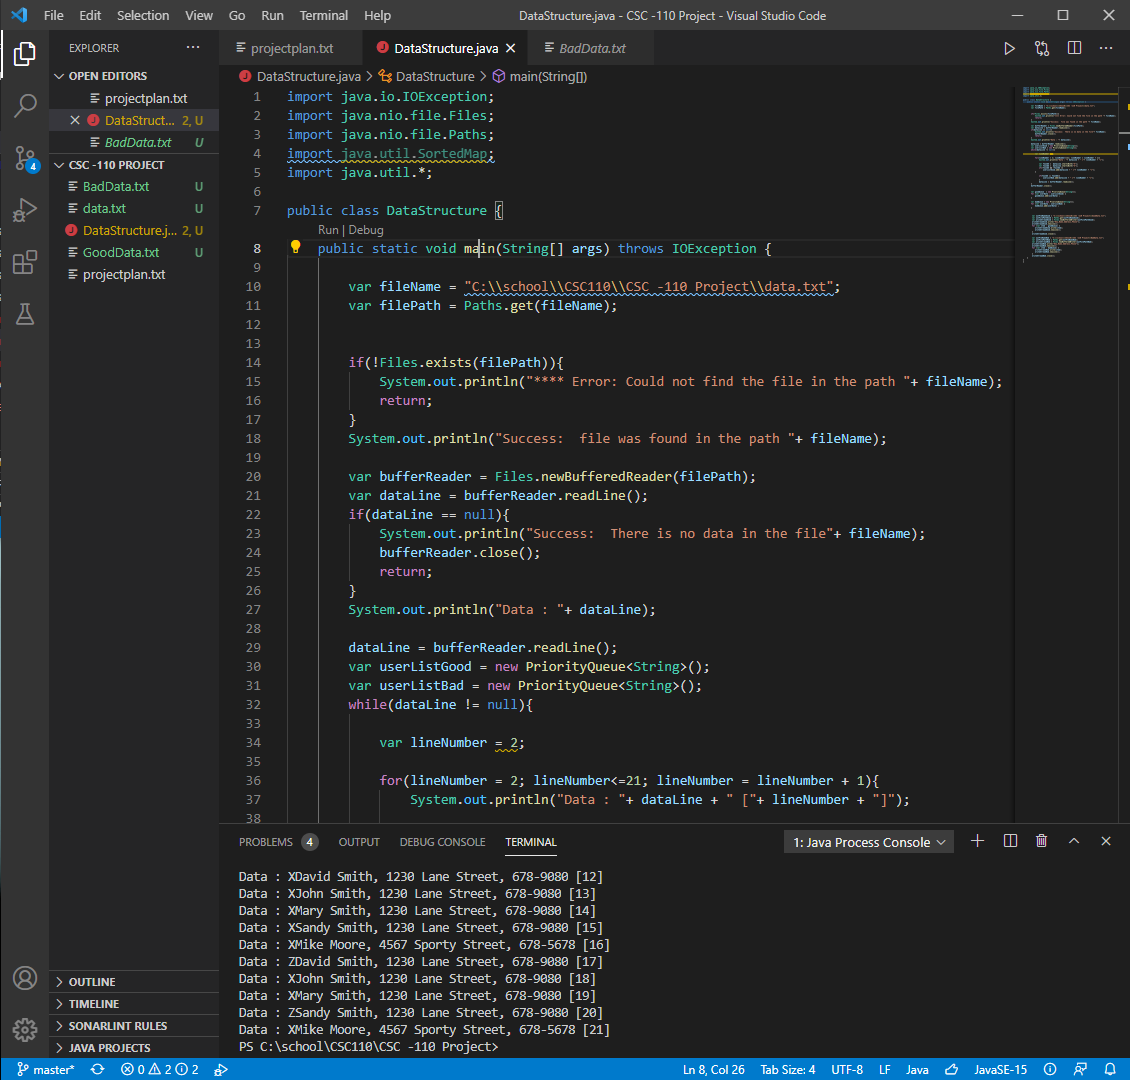 File Edit Selection View Go Run Terminal Help DataStructure.java - CSC -110 Project - Visual Studio Code
EXPLORER ···
OPEN EDITORS
projectplan.txt
DataStruct... 2, U
BadData.txt U
CSC -110 PROJECT
BadData.txt U
data.txt U
DataStructure.j... 2, U
GoodData.txt U
projectplan.txt
4
OUTLINE
TIMELINE
SONARLINT RULES
JAVA PROJECTS
projectplan.txt DataStructure.java BadData.txt
DataStructure.java > DataStructure > main(String[])
1 import java.io.IOException;
2 import java.nio.file.Files;
3 import java.nio.file.Paths;
4 import java.util.SortedMap;
5 import java.util.*;
6
7 public class DataStructure {
Run | Debug
8 public static void main(String[] args) throws IOException {
9
10 var fileName = "C:\\school\\CSC110\\CSC -110 Project\\data.txt";
11 var filePath = Paths.get(fileName);
12
13
14 if(!Files.exists(filePath)){
15 System.out.println("**** Error: Could not find the file in the path "+ fileName);
16 return;
17 }
18 System.out.println("Success:  file was found in the path "+ fileName);
19
20 var bufferReader = Files.newBufferedReader(filePath);
21 var dataLine = bufferReader.readLine();
22 if(dataLine == null){
23 System.out.println("Success:  There is no data in the file"+ fileName);
24 bufferReader.close();
25 return;
26 }
27 System.out.println("Data : "+ dataLine);
28
29 dataLine = bufferReader.readLine();
30 var userListGood = new PriorityQueue<String>();
31 var userListBad = new PriorityQueue<String>();
32 while(dataLine != null){
33
34 var lineNumber = 2;
35
36 for(lineNumber = 2; lineNumber<=21; lineNumber = lineNumber + 1){
37 System.out.println("Data : "+ dataLine + " ["+ lineNumber + "]");
38
PROBLEMS 4 OUTPUT DEBUG CONSOLE TERMINAL 1: Java Process Console
Data : XDavid Smith, 1230 Lane Street, 678-9080 [12]
Data : XJohn Smith, 1230 Lane Street, 678-9080 [13]
Data : XMary Smith, 1230 Lane Street, 678-9080 [14]
Data : XSandy Smith, 1230 Lane Street, 678-9080 [15]
Data : XMike Moore, 4567 Sporty Street, 678-5678 [16]
Data : ZDavid Smith, 1230 Lane Street, 678-9080 [17]
Data : XJohn Smith, 1230 Lane Street, 678-9080 [18]
Data : XMary Smith, 1230 Lane Street, 678-9080 [19]
Data : ZSandy Smith, 1230 Lane Street, 678-9080 [20]
Data : XMike Moore, 4567 Sporty Street, 678-5678 [21]
PS C:\school\CSC110\CSC -110 Project>
master* 0 2 2 Ln 8, Col 26 Tab Size: 4 UTF-8 LF Java JavaSE-15